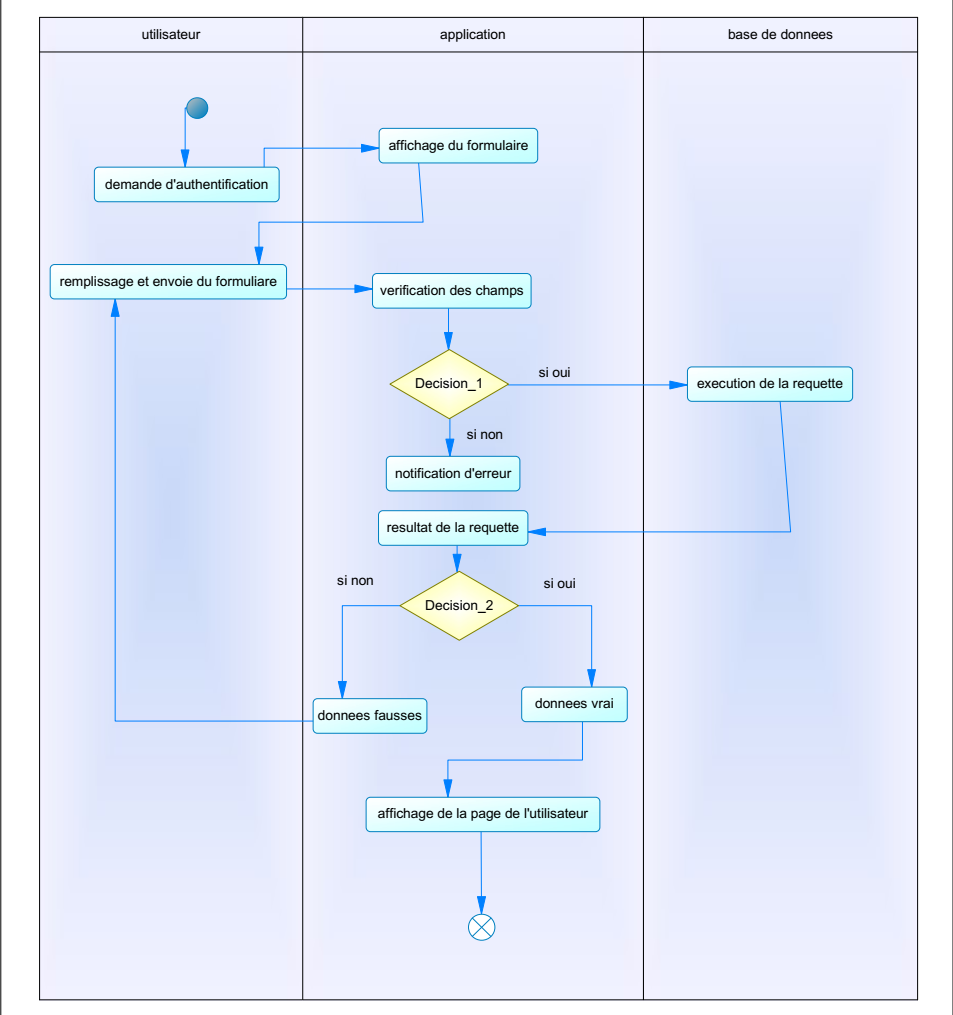 utilisateur
application
base de donnees
affichage du formulaire
demande d'authentification
remplissage et envoie du formuliare
verification des champs
si oui
Decision_1
execution de la requette
si non
notification d'erreur
resultat de la requette
si non
si oui
Decision_2
donnees vrai
donnees fausses
affichage de la page de l'utilisateur